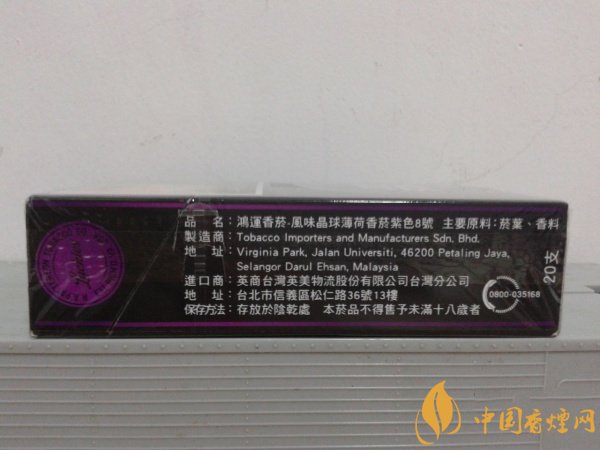 品　名：鴻運香菸-風味晶球薄荷香菸紫色8號　主要原料：菸葉、香料
製造商：Tobacco Importers and Manufacturers Sdn. Bhd.
地　址：Virginia Park, Jalan Universiti, 46200 Petaling Jaya,
Selangor Darul Ehsan, Malaysia
進口商：英商台灣英美物流股份有限公司台灣分公司
地　址：台北市信義區松仁路36號13樓
保存方法：存放於陰乾處　本菸品不得售予未滿十八歲者
0800-035168
20支
中国香烟网